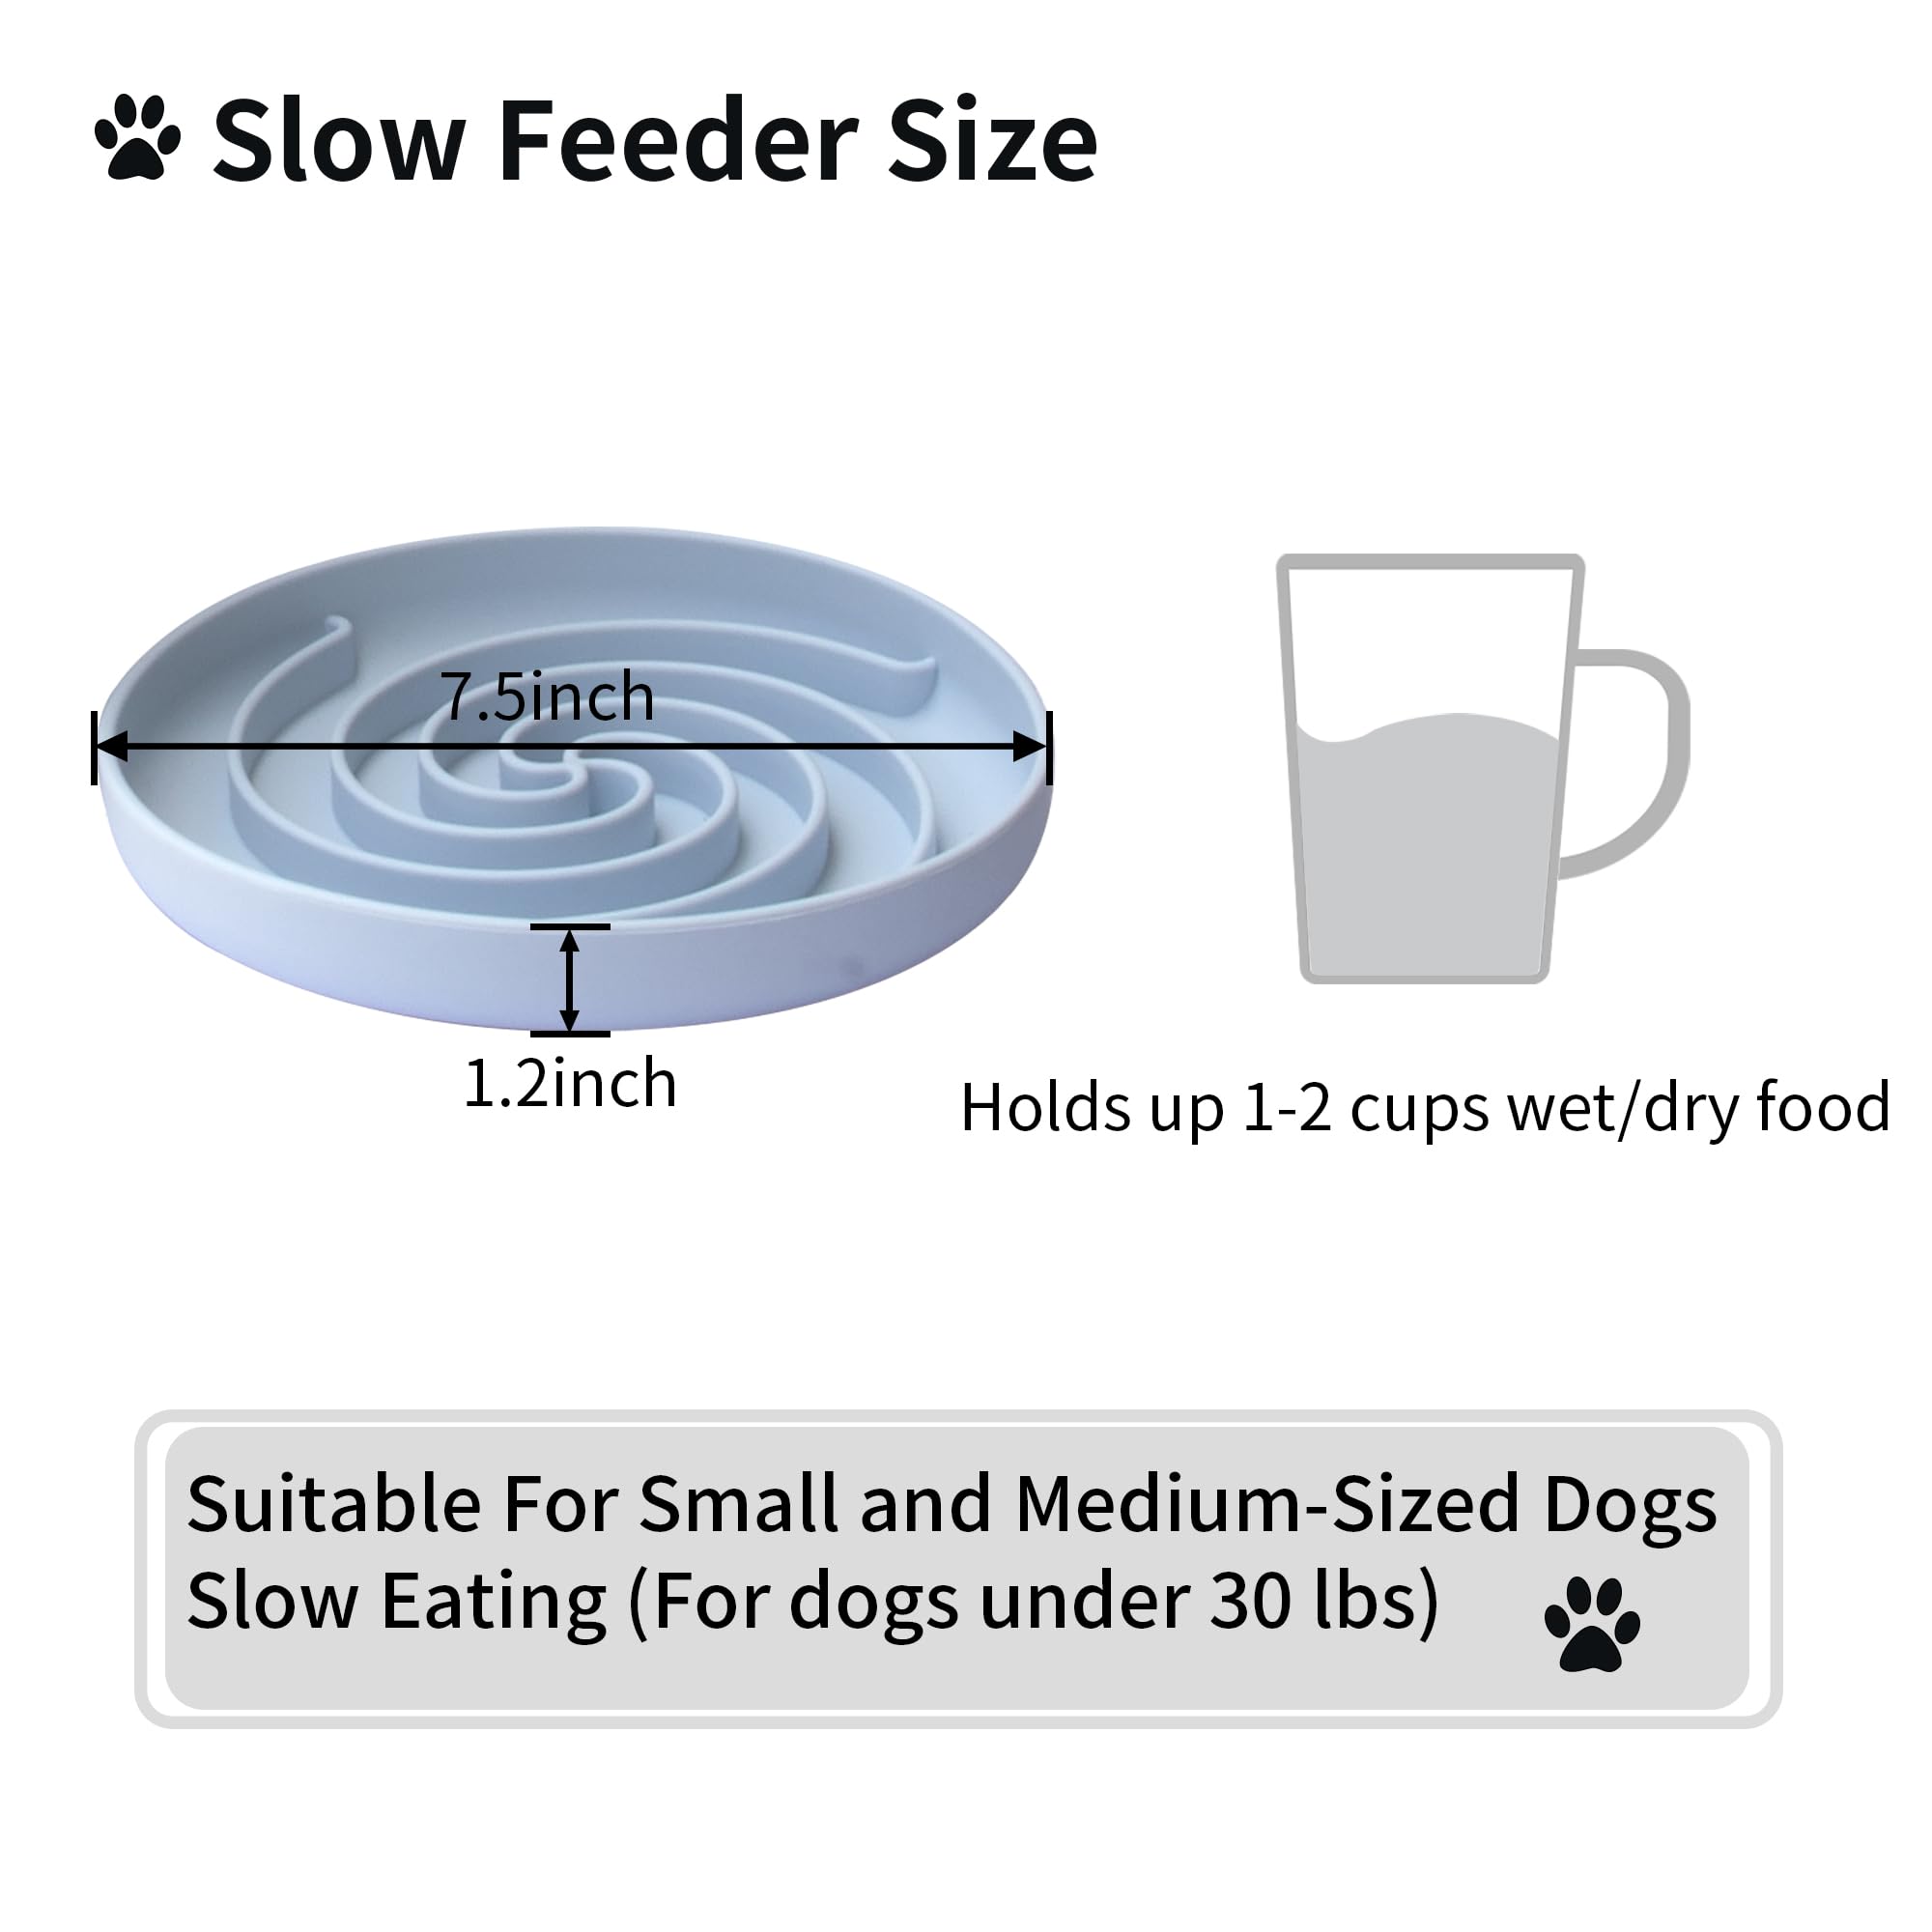 Slow Feeder Size
7.5inch
1.2inch
Holds up 1-2 cups wet/dry food
Suitable For Small and Medium-Sized Dogs
Slow Eating (For dogs under 30 lbs)